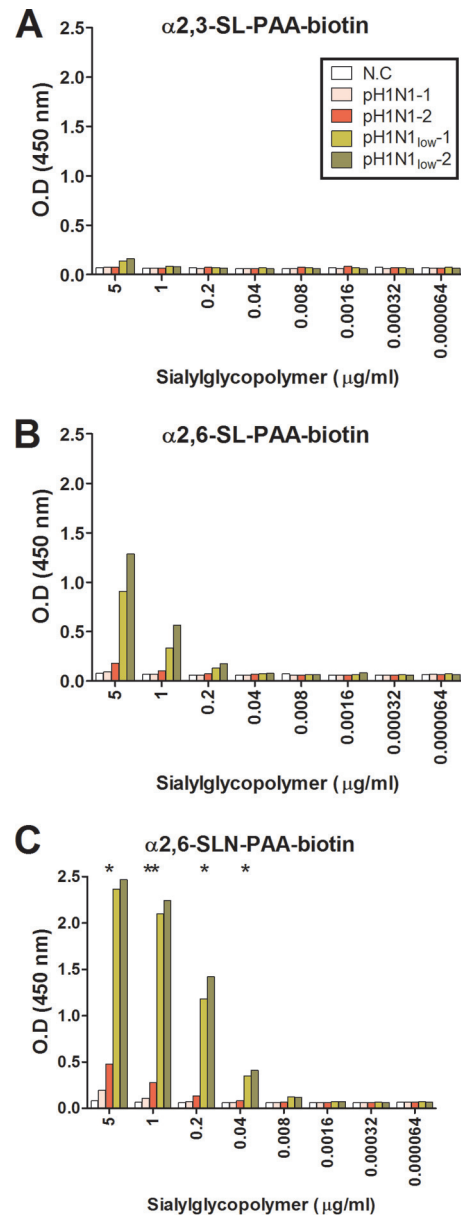 A
α2,3-SL-PAA-biotin
2.5
2.0
1.5
1.0
0.5
0.0
O.D (450 nm)
N.C
pH1N1-1
pH1N1-2
pH1N1low-1
pH1N1low-2
5
1
0.2
0.04
0.008
0.0016
0.00032
0.000064
Sialylglycopolymer (μg/ml)
B
α2,6-SL-PAA-biotin
2.5
2.0
1.5
1.0
0.5
0.0
O.D (450 nm)
5
1
0.2
0.04
0.008
0.0016
0.00032
0.000064
Sialylglycopolymer (μg/ml)
C
α2,6-SLN-PAA-biotin
* ** * *
2.5
2.0
1.5
1.0
0.5
0.0
O.D (450 nm)
5
1
0.2
0.04
0.008
0.0016
0.00032
0.000064
Sialylglycopolymer (μg/ml)